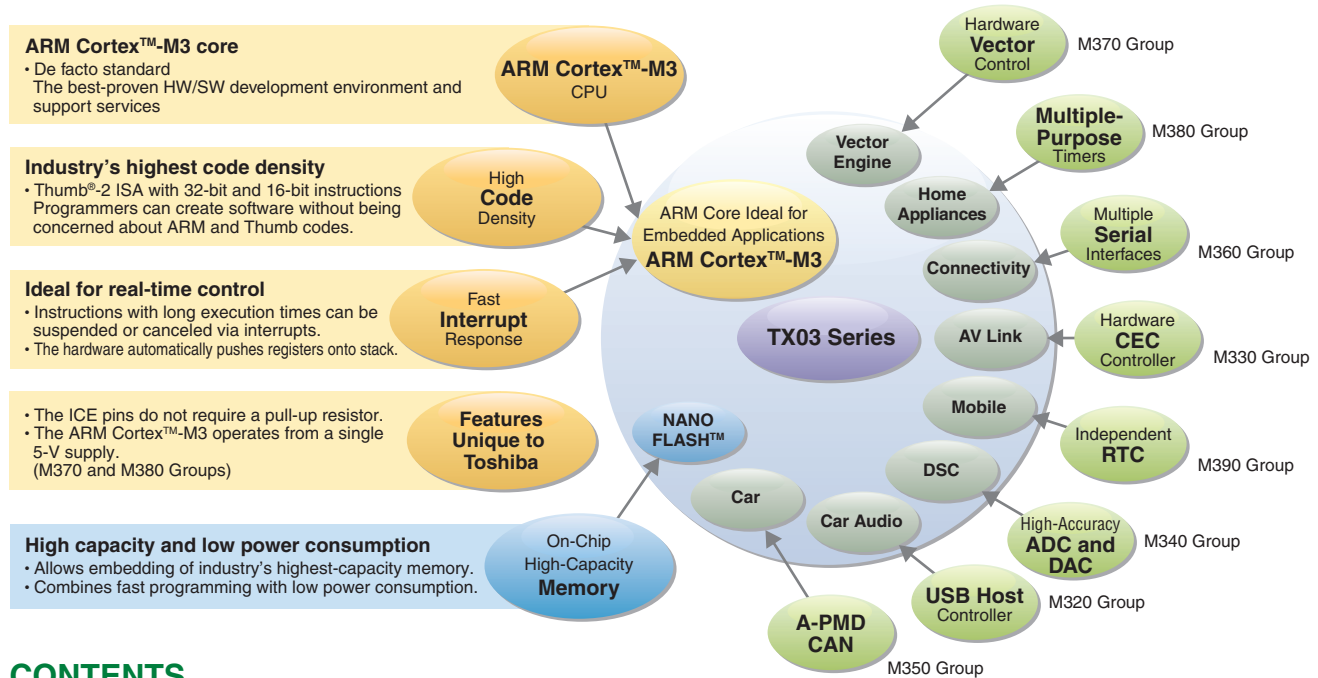 ARM Cortex™-M3 core
• De facto standard
The best-proven HW/SW development environment and
support services
ARM Cortex™-M3
CPU
Industry's highest code density
• Thumb®-2 ISA with 32-bit and 16-bit instructions
Programmers can create software without being
concerned about ARM and Thumb codes.
High
Code
Density
Ideal for real-time control
• Instructions with long execution times can be
suspended or canceled via interrupts.
• The hardware automatically pushes registers onto stack.
Fast
Interrupt
Response
• The ICE pins do not require a pull-up resistor.
• The ARM Cortex™-M3 operates from a single
5-V supply.
(M370 and M380 Groups)
Features
Unique to
Toshiba
High capacity and low power consumption
• Allows embedding of industry's highest-capacity memory.
• Combines fast programming with low power consumption.
On-Chip
High-Capacity
Memory
ARM Core Ideal for
Embedded Applications
ARM Cortex™-M3
TX03 Series
NANO
FLASH™
Vector
Engine
Home
Appliances
Connectivity
AV Link
Mobile
DSC
Car Audio
Car
Hardware
Vector
Control
M370 Group
Multiple-
Purpose
Timers
M380 Group
Multiple
Serial
Interfaces
M360 Group
Hardware
CEC
Controller
M330 Group
Independent
RTC
M390 Group
High-Accuracy
ADC and
DAC
M340 Group
USB Host
Controller
M320 Group
A-PMD
CAN
M350 Group
CONTENTS